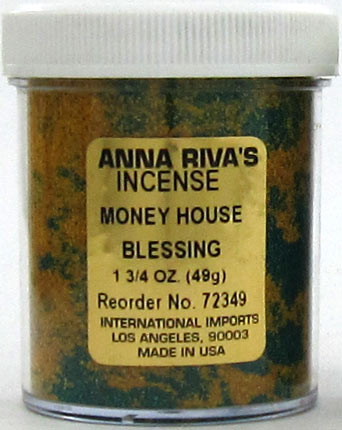 ANNA RIVA'S
INCENSE
MONEY HOUSE
BLESSING
1 3/4 OZ. (49g)
Reorder No. 72349
INTERNATIONAL IMPORTS
LOS ANGELES, 90003
MADE IN USA